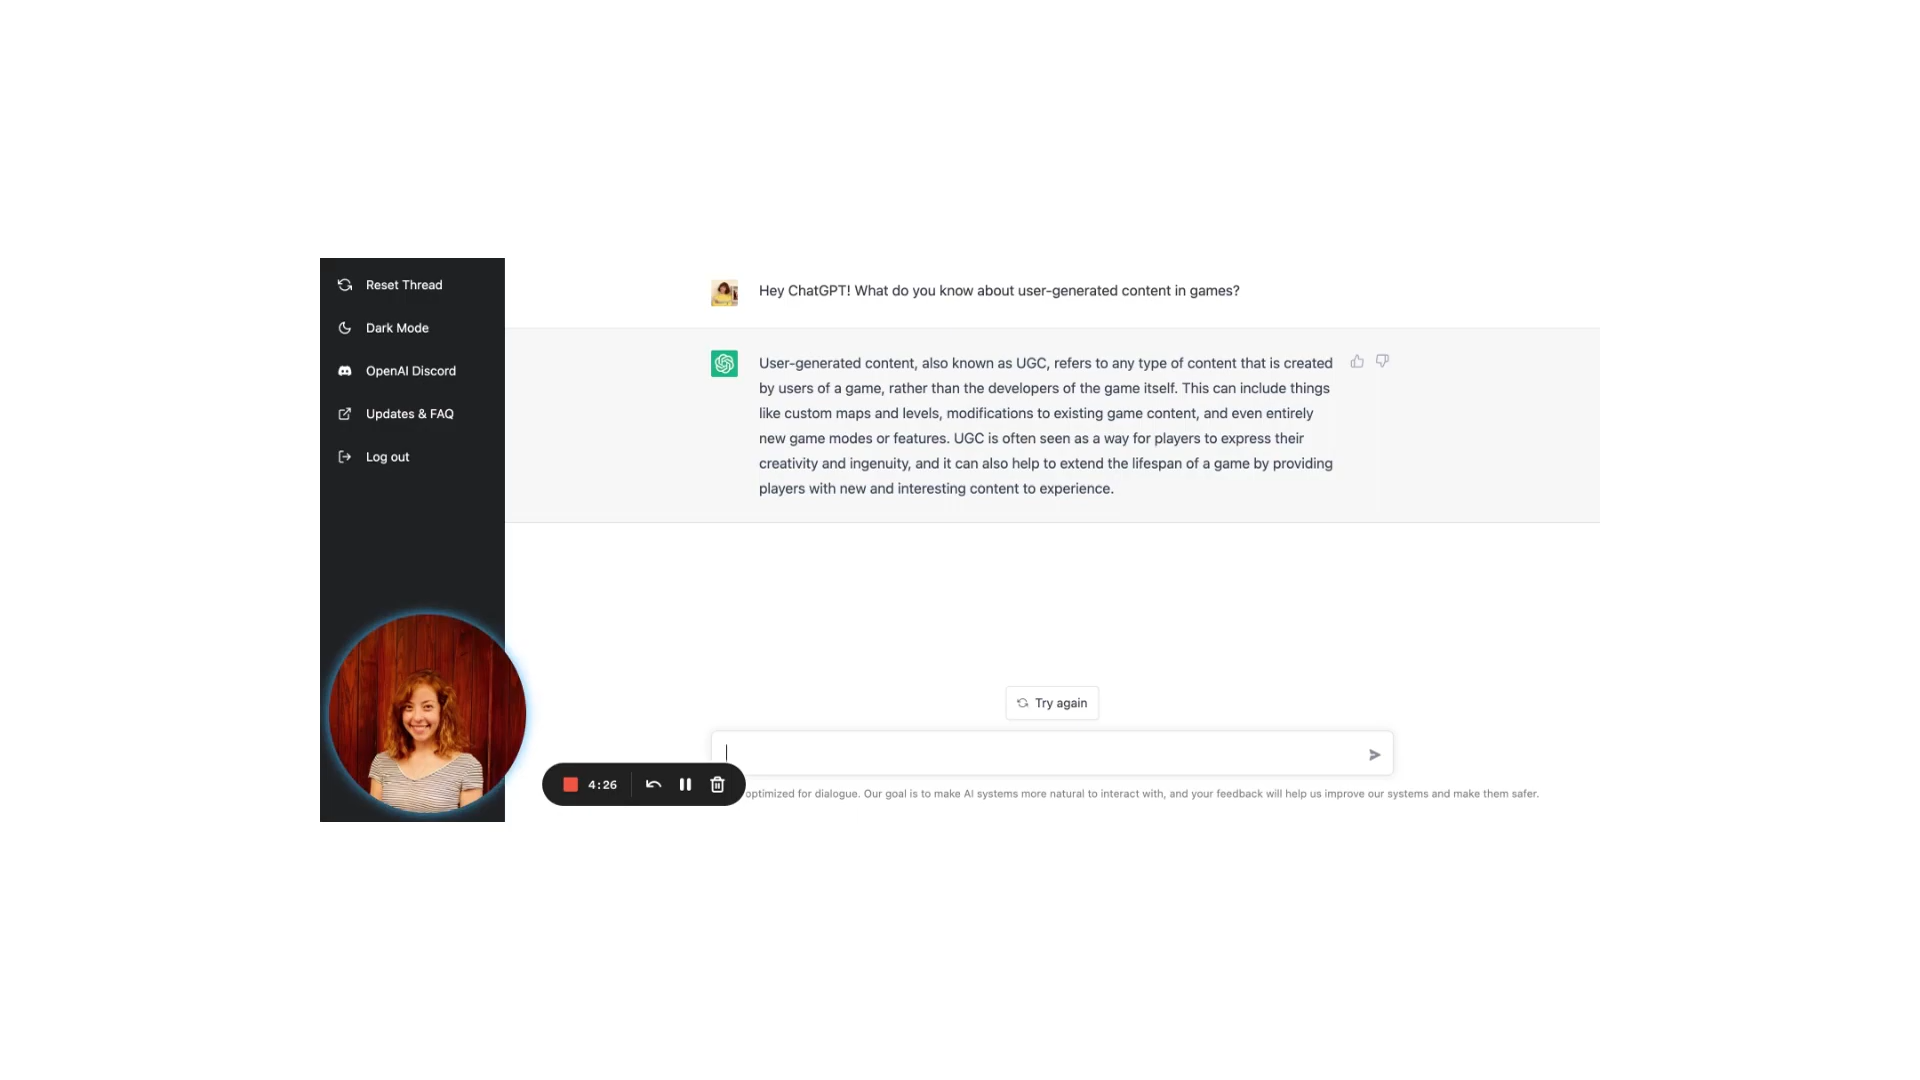 Reset Thread
Dark Mode
OpenAI Discord
Updates & FAQ
Log out
Hey ChatGPT! What do you know about user-generated content in games?
User-generated content, also known as UGC, refers to any type of content that is created
by users of a game, rather than the developers of the game itself. This can include things
like custom maps and levels, modifications to existing game content, and even entirely
new game modes or features. UGC is often seen as a way for players to express their
creativity and ingenuity, and it can also help to extend the lifespan of a game by providing
players with new and interesting content to experience.
Try again
4:26
optimized for dialogue. Our goal is to make AI systems more natural to interact with, and your feedback will help us improve our systems and make them safer.